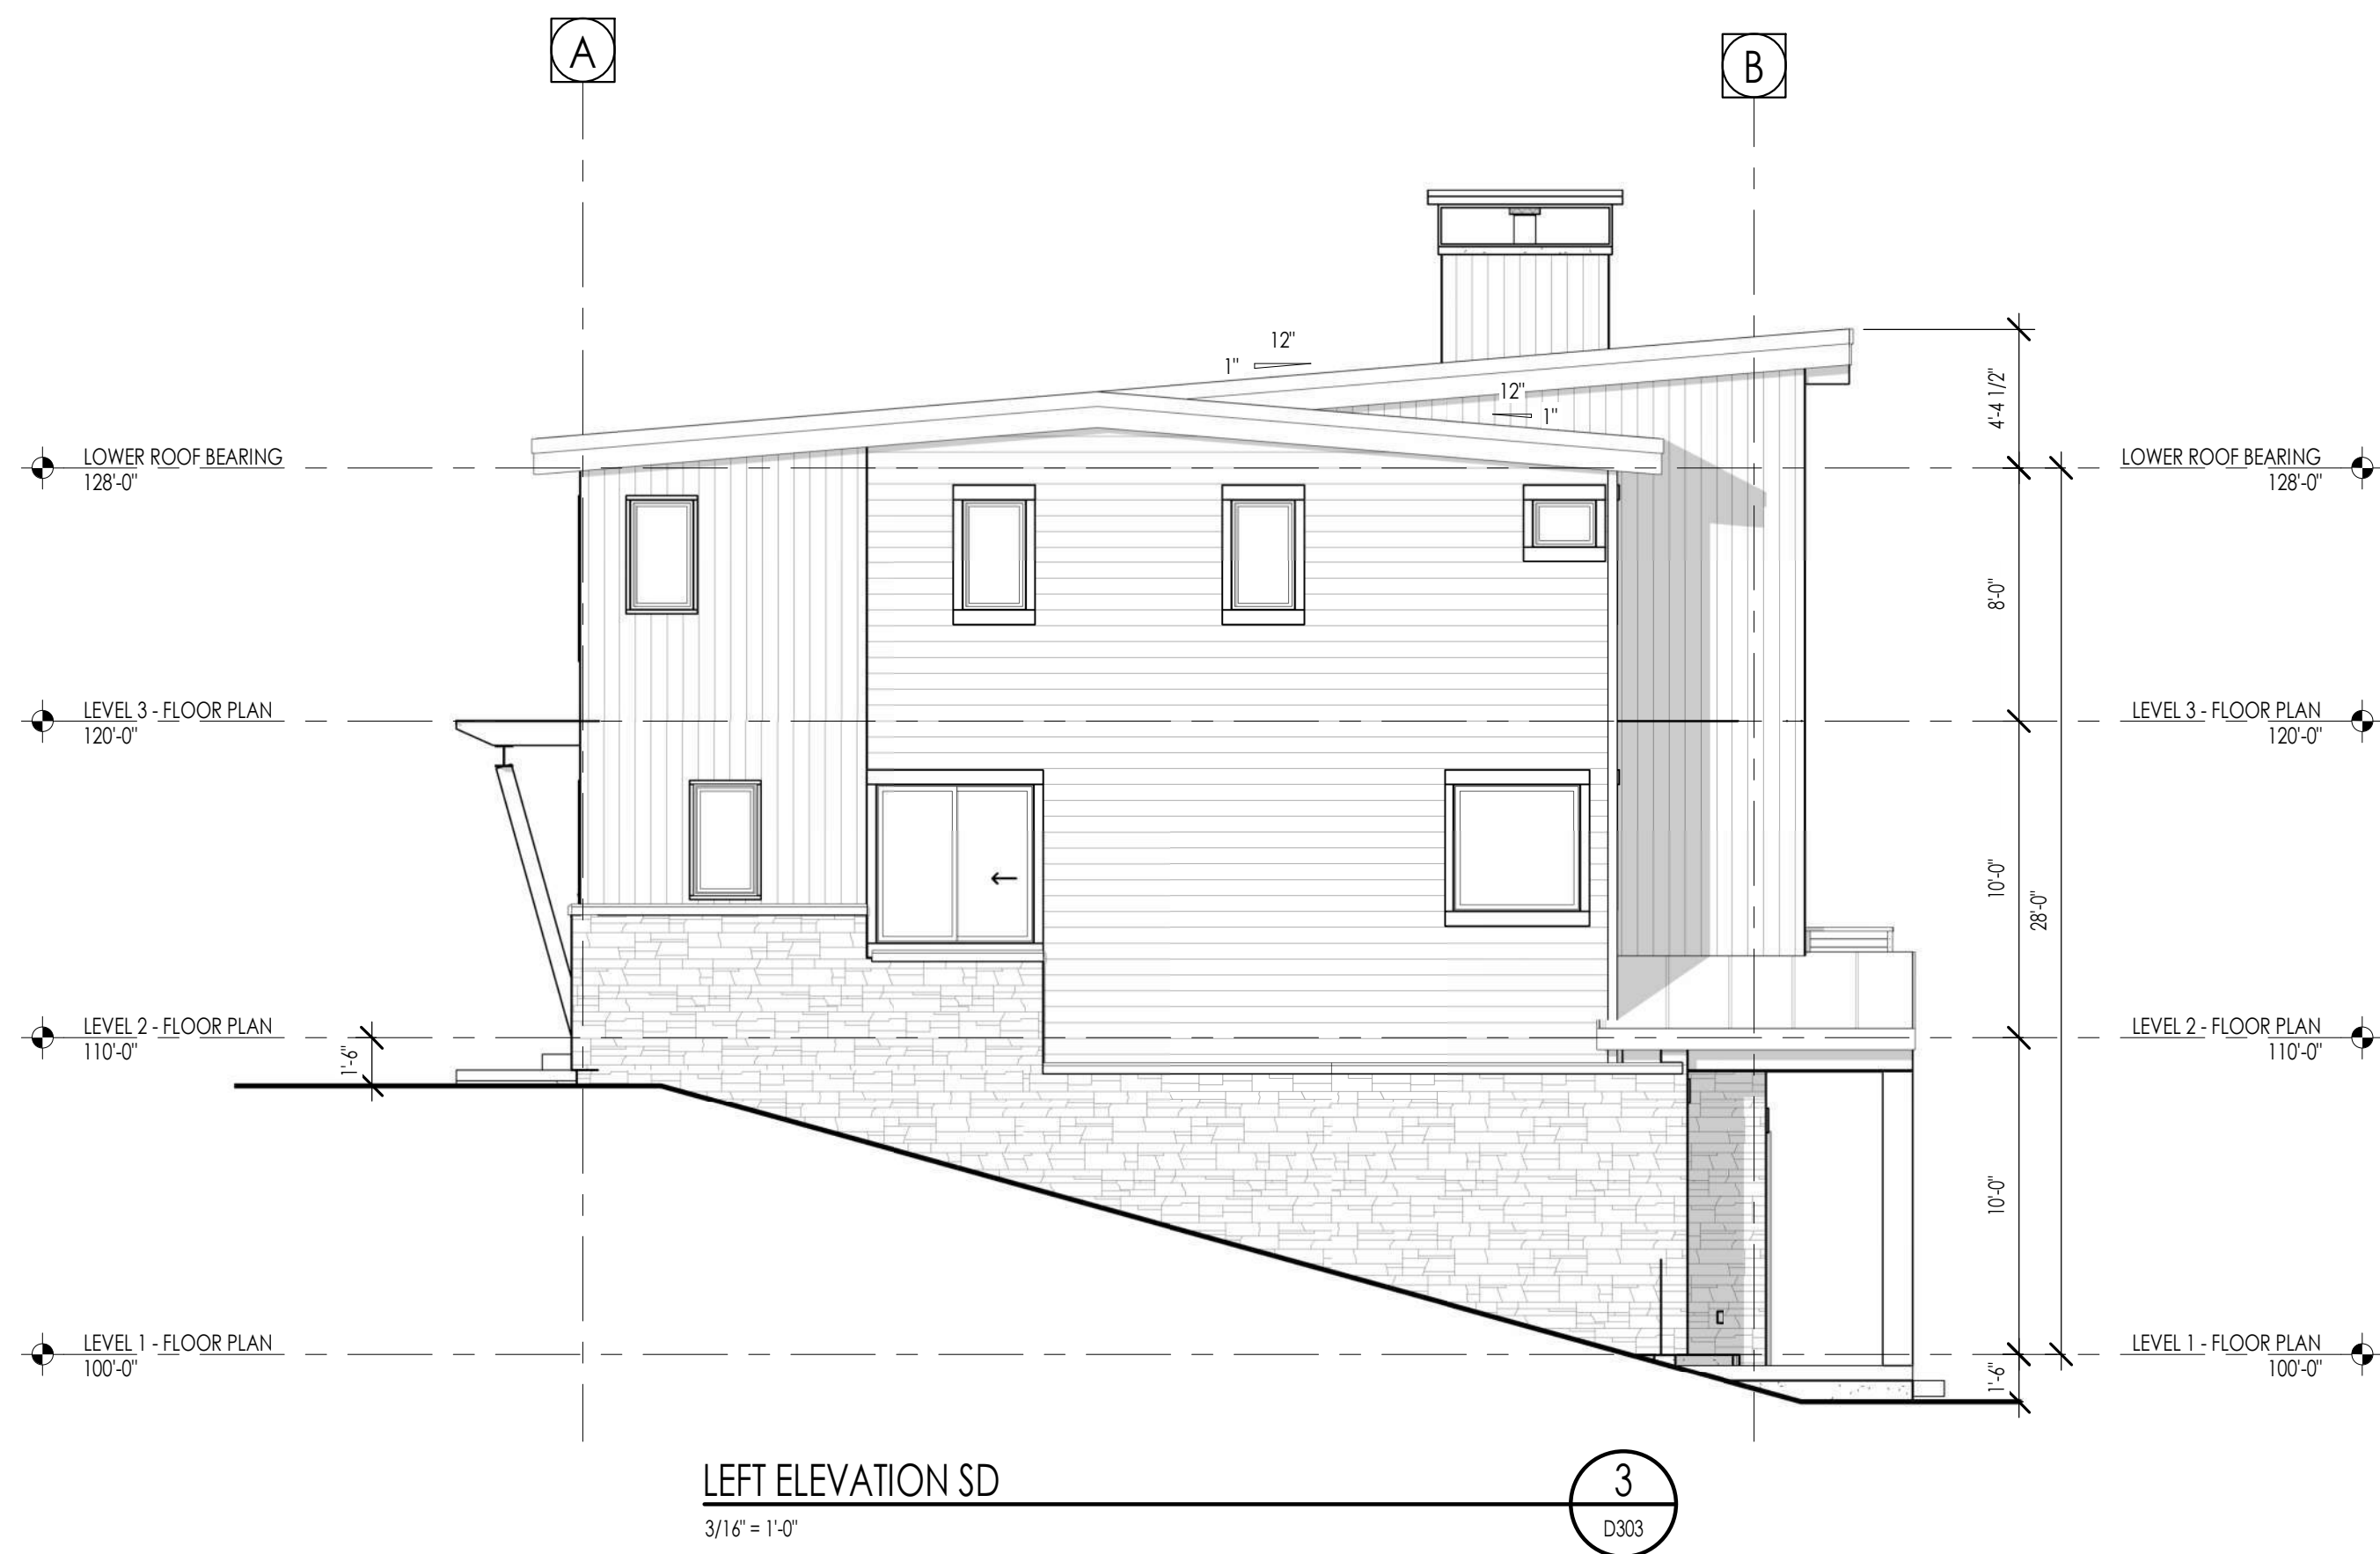 A
B
12"
1"
12"
1"
4'-4 1/2"
LOWER ROOF BEARING
128'-0"
LOWER ROOF BEARING
128'-0"
8'-0"
LEVEL 3 - FLOOR PLAN
120'-0"
LEVEL 3 - FLOOR PLAN
120'-0"
10'-0"
28'-0"
LEVEL 2 - FLOOR PLAN
110'-0"
1'-6"
LEVEL 2 - FLOOR PLAN
110'-0"
10'-0"
LEVEL 1 - FLOOR PLAN
100'-0"
LEVEL 1 - FLOOR PLAN
100'-0"
1'-6"
LEFT ELEVATION SD
3
3/16" = 1'-0"
D303